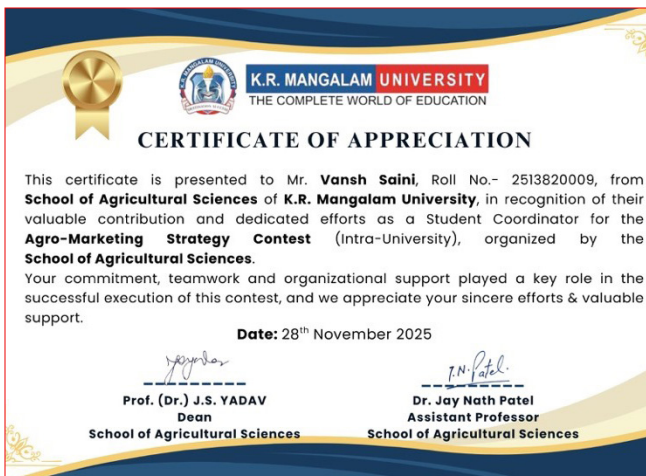 K.R. MANGALAM UNIVERSITY
THE COMPLETE WORLD OF EDUCATION
CERTIFICATE OF APPRECIATION
This certificate is presented to Mr. Vansh Saini, Roll No.- 2513820009, from
School of Agricultural Sciences of K.R. Mangalam University, in recognition of their
valuable contribution and dedicated efforts as a Student Coordinator for the
Agro-Marketing Strategy Contest (Intra-University), organized by the
School of Agricultural Sciences.
Your commitment, teamwork and organizational support played a key role in the
successful execution of this contest, and we appreciate your sincere efforts & valuable
support.
Date: 28th November 2025
J.N. Patel
Prof. (Dr.) J.S. YADAV
Dean
School of Agricultural Sciences
Dr. Jay Nath Patel
Assistant Professor
School of Agricultural Sciences